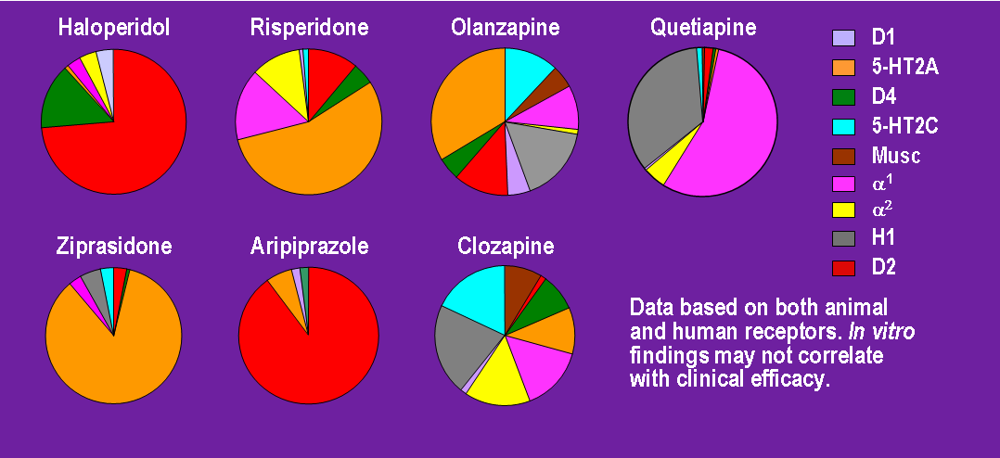 Haloperidol
Risperidone
Olanzapine
Quetiapine
D1
5-HT2A
D4
5-HT2C
Musc
α1
α2
H1
D2
Ziprasidone
Aripiprazole
Clozapine
Data based on both animal
and human receptors. In vitro
findings may not correlate
with clinical efficacy.